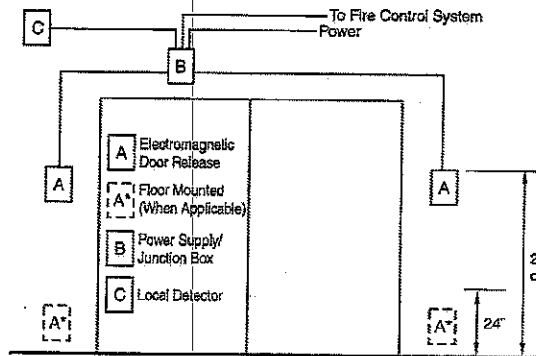 To Fire Control System
C
Power
B
A
Electromagnetic
Door Release
A
A
A*
Floor Mounted
(When Applicable)
B
Power Supply/
Junction Box
C
Local Detector
A*
A*
24"